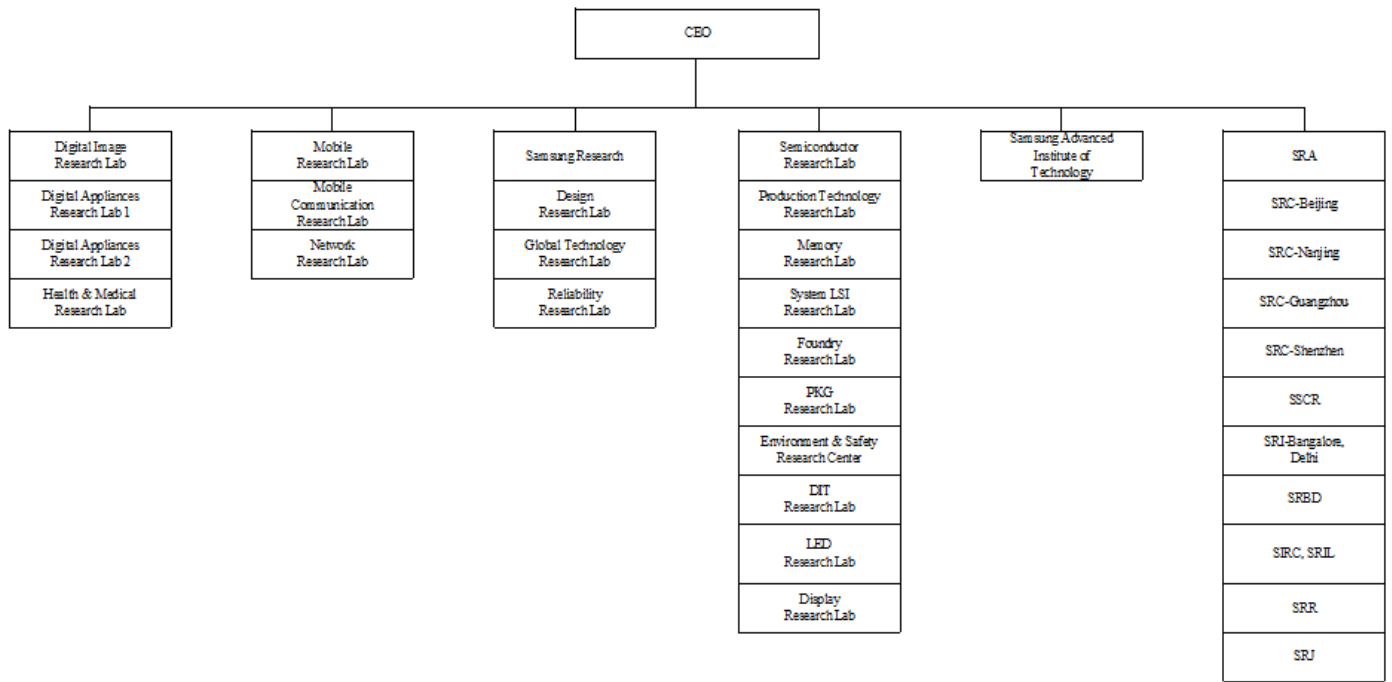 CEO
Digital Image
Research Lab
Digital Appliances
Research Lab 1
Digital Appliances
Research Lab 2
Health & Medical
Research Lab
Mobile
Research Lab
Mobile
Communication
Research Lab
Network
Research Lab
Samsung Research
Design
Research Lab
Global Technology
Research Lab
Reliability
Research Lab
Semiconductor
Research Lab
Production Technology
Research Lab
Memory
Research Lab
System LSI
Research Lab
Foundry
Research Lab
PKG
Research Lab
Environment & Safety
Research Center
DIT
Research Lab
LED
Research Lab
Display
Research Lab
Samsung Advanced
Institute of
Technology
SRA
SRC-Beijing
SRC-Nanjing
SRC-Guangzhou
SRC-Shenzhen
SSCR
SRI-Bangalore,
Delhi
SRBD
SIRC, SRIL
SRR
SRJ